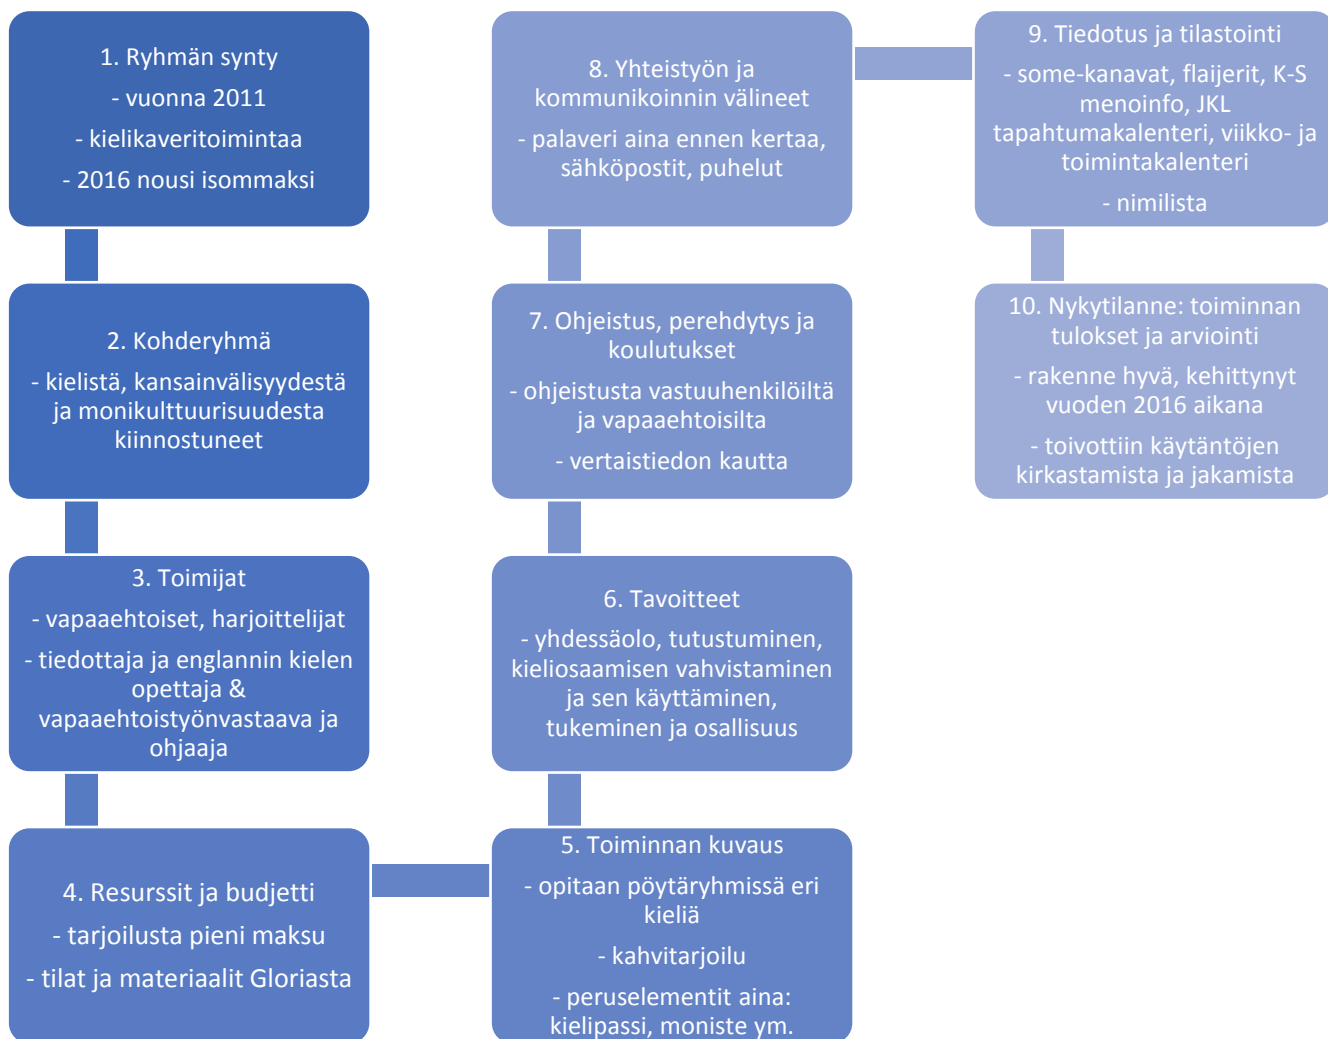 1. Ryhmän synty
- vuonna 2011
- kielikaveritoimintaa
- 2016 nousi isommaksi
2. Kohderyhmä
- kielistä, kansainvälisyydestä
ja monikulttuurisuudesta
kiinnostuneet
3. Toimijat
- vapaaehtoiset, harjoittelijat
- tiedottaja ja englannin kielen
opettaja &
vapaaehtoistyönvastaava ja
ohjaaja
4. Resurssit ja budjetti
- tarjoilusta pieni maksu
- tilat ja materiaalit Gloriasta
5. Toiminnan kuvaus
- opitaan pöytäryhmissä eri
kieliä
- kahvitarjoilu
- peruselementit aina:
kielipassi, moniste ym.
6. Tavoitteet
- yhdessäolo, tutustuminen,
kieliosaamisen vahvistaminen
ja sen käyttäminen,
tukeminen ja osallisuus
7. Ohjeistus, perehdytys ja
koulutukset
- ohjeistusta vastuuhenkilöiltä
ja vapaaehtoisilta
- vertaistiedon kautta
8. Yhteistyön ja
kommunikoinnin välineet
- palaveri aina ennen kertaa,
sähköpostit, puhelut
9. Tiedotus ja tilastointi
- some-kanavat, flaijerit, K-S
menoinfo, JKL
tapahtumakalenteri, viikko- ja
toimintakalenteri
- nimilista
10. Nykytilanne: toiminnan
tulokset ja arviointi
- rakenne hyvä, kehittynyt
vuoden 2016 aikana
- toivottiin käytäntöjen
kirkastamista ja jakamista